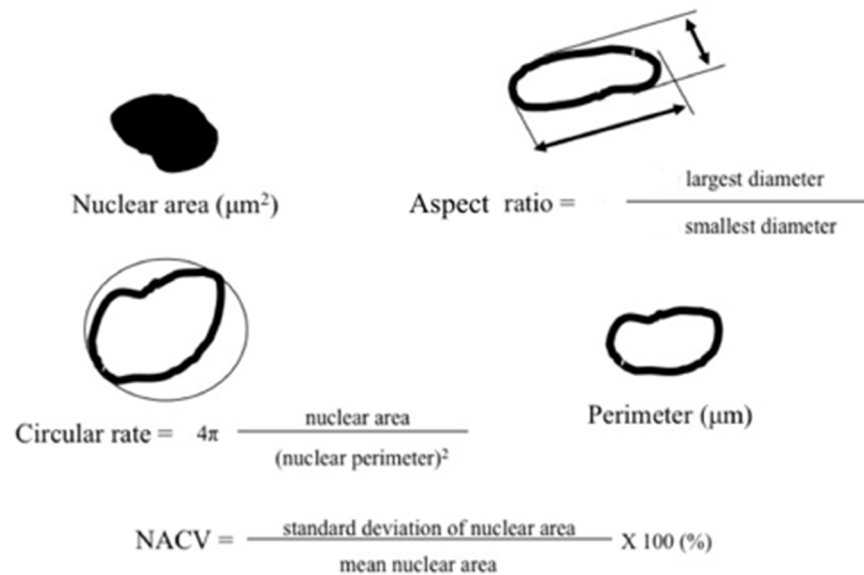 Nuclear area (μm²)
Aspect ratio =
largest diameter
smallest diameter
Circular rate = 4π
nuclear area
(nuclear perimeter)²
Perimeter (μm)
NACV =
standard deviation of nuclear area
mean nuclear area
X 100 (%)